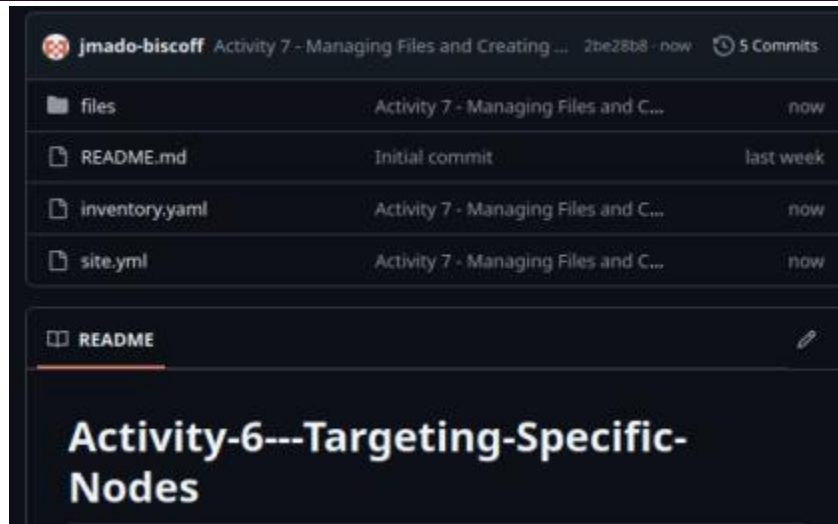 jmado-biscoff Activity 7 - Managing Files and Creating ... 2be28b8 · now 5 Commits
files Activity 7 - Managing Files and C... now
README.md Initial commit last week
inventory.yaml Activity 7 - Managing Files and C... now
site.yml Activity 7 - Managing Files and C... now
README
Activity-6---Targeting-Specific-
Nodes